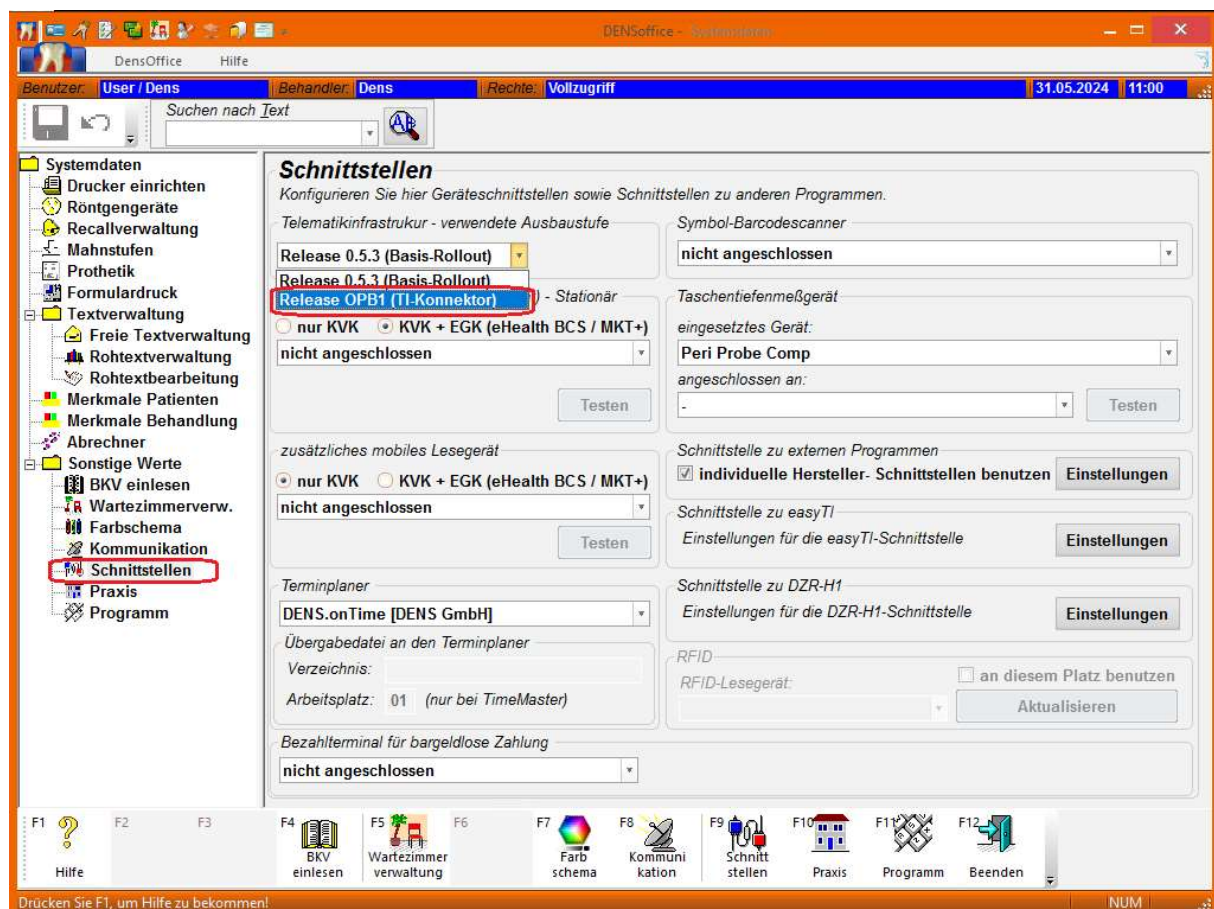 DENSoffice - Systemdaten
DensOffice Hilfe
Benutzer: User / Dens Behandler: Dens Rechte: Vollzugriff 31.05.2024 11:00
Suchen nach Text
Systemdaten
Drucker einrichten
Röntgengeräte
Recallverwaltung
Mahnstufen
Prothetik
Formulardruck
Textverwaltung
Freie Textverwaltung
Rohtextverwaltung
Rohtextbearbeitung
Merkmale Patienten
Merkmale Behandlung
Abrechner
Sonstige Werte
BKV einlesen
Wartezimmerverw.
Farbschema
Kommunikation
Schnittstellen
Praxis
Programm
Schnittstellen
Konfigurieren Sie hier Geräteschnittstellen sowie Schnittstellen zu anderen Programmen.
Telematikinfrastrukur - verwendete Ausbaustufe
Release 0.5.3 (Basis-Rollout)
Release 0.5.3 (Basis-Rollout)
Release OPB1 (TI-Konnektor)
) - Stationär
nur KVK KVK + EGK (eHealth BCS / MKT+)
nicht angeschlossen
Testen
zusätzliches mobiles Lesegerät
nur KVK KVK + EGK (eHealth BCS / MKT+)
nicht angeschlossen
Testen
Terminplaner
DENS.onTime [DENS GmbH]
Übergabedatei an den Terminplaner
Verzeichnis:
Arbeitsplatz: 01 (nur bei TimeMaster)
Bezahlterminal für bargeldlose Zahlung
nicht angeschlossen
Symbol-Barcodescanner
nicht angeschlossen
Taschentiefenmeßgerät
eingesetztes Gerät:
Peri Probe Comp
angeschlossen an:
- Testen
Schnittstelle zu externen Programmen
individuelle Hersteller- Schnittstellen benutzen Einstellungen
Schnittstelle zu easyTI
Einstellungen für die easyTI-Schnittstelle Einstellungen
Schnittstelle zu DZR-H1
Einstellungen für die DZR-H1-Schnittstelle Einstellungen
RFID
RFID-Lesegerät: an diesem Platz benutzen
Aktualisieren
F1 F2 F3 F4 F5 F6 F7 F8 F9 F10 F11 F12
Hilfe BKV einlesen Wartezimmer verwaltung Farb schema Kommuni kation Schnitt stellen Praxis Programm Beenden
Drücken Sie F1, um Hilfe zu bekommen! NUM